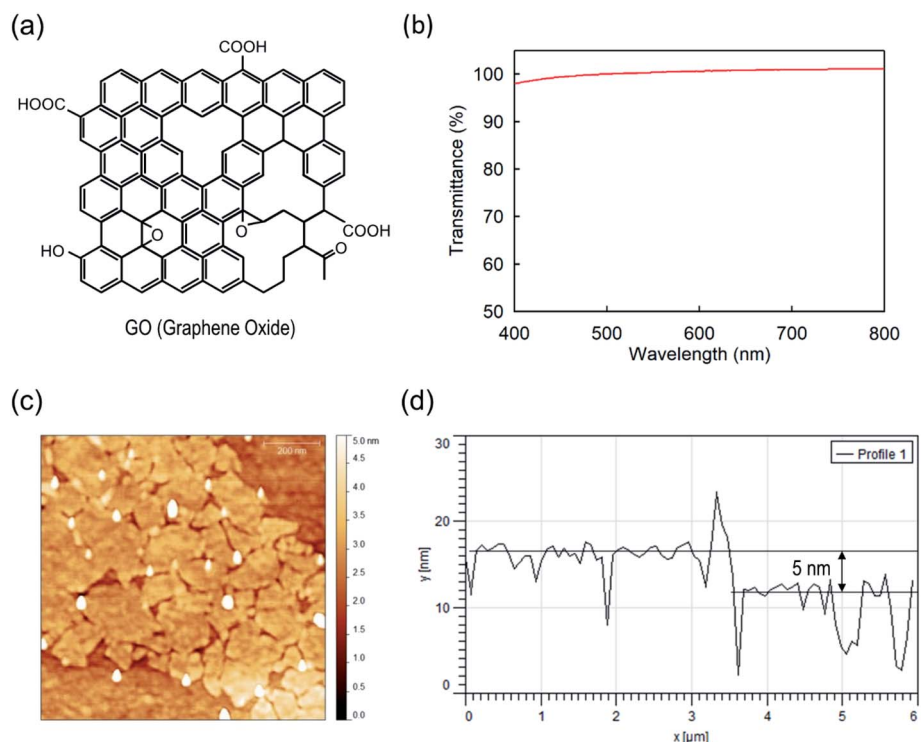 (a)
COOH
HOOC
O
O
COOH
HO
O
GO (Graphene Oxide)
(b)
Transmittance (%)
100
90
80
70
60
50
400 500 600 700 800
Wavelength (nm)
(c)
200 nm
5.0 nm
4.5
4.0
3.5
3.0
2.5
2.0
1.5
1.0
0.5
0.0
(d)
y [nm]
30
20
10
0
Profile 1
5 nm
0 1 2 3 4 5 6
x [µm]